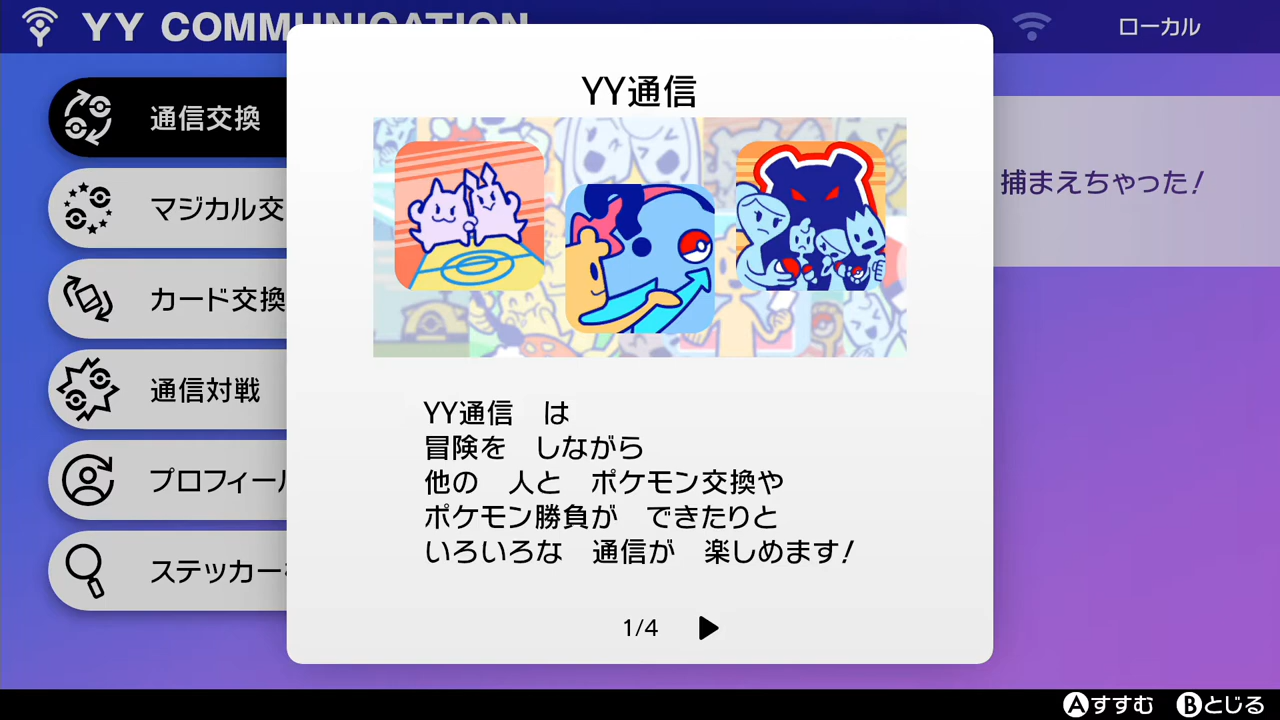 YY COMMUNICATION
ローカル
通信交換
マジカル交
カード交換
通信対戦
プロフィール
ステッカー
捕まえちゃった!
YY通信
YY通信　は
冒険を　しながら
他の　人と　ポケモン交換や
ポケモン勝負が　できたりと
いろいろな　通信が　楽しめます!
1/4
Aすすむ Bとじる